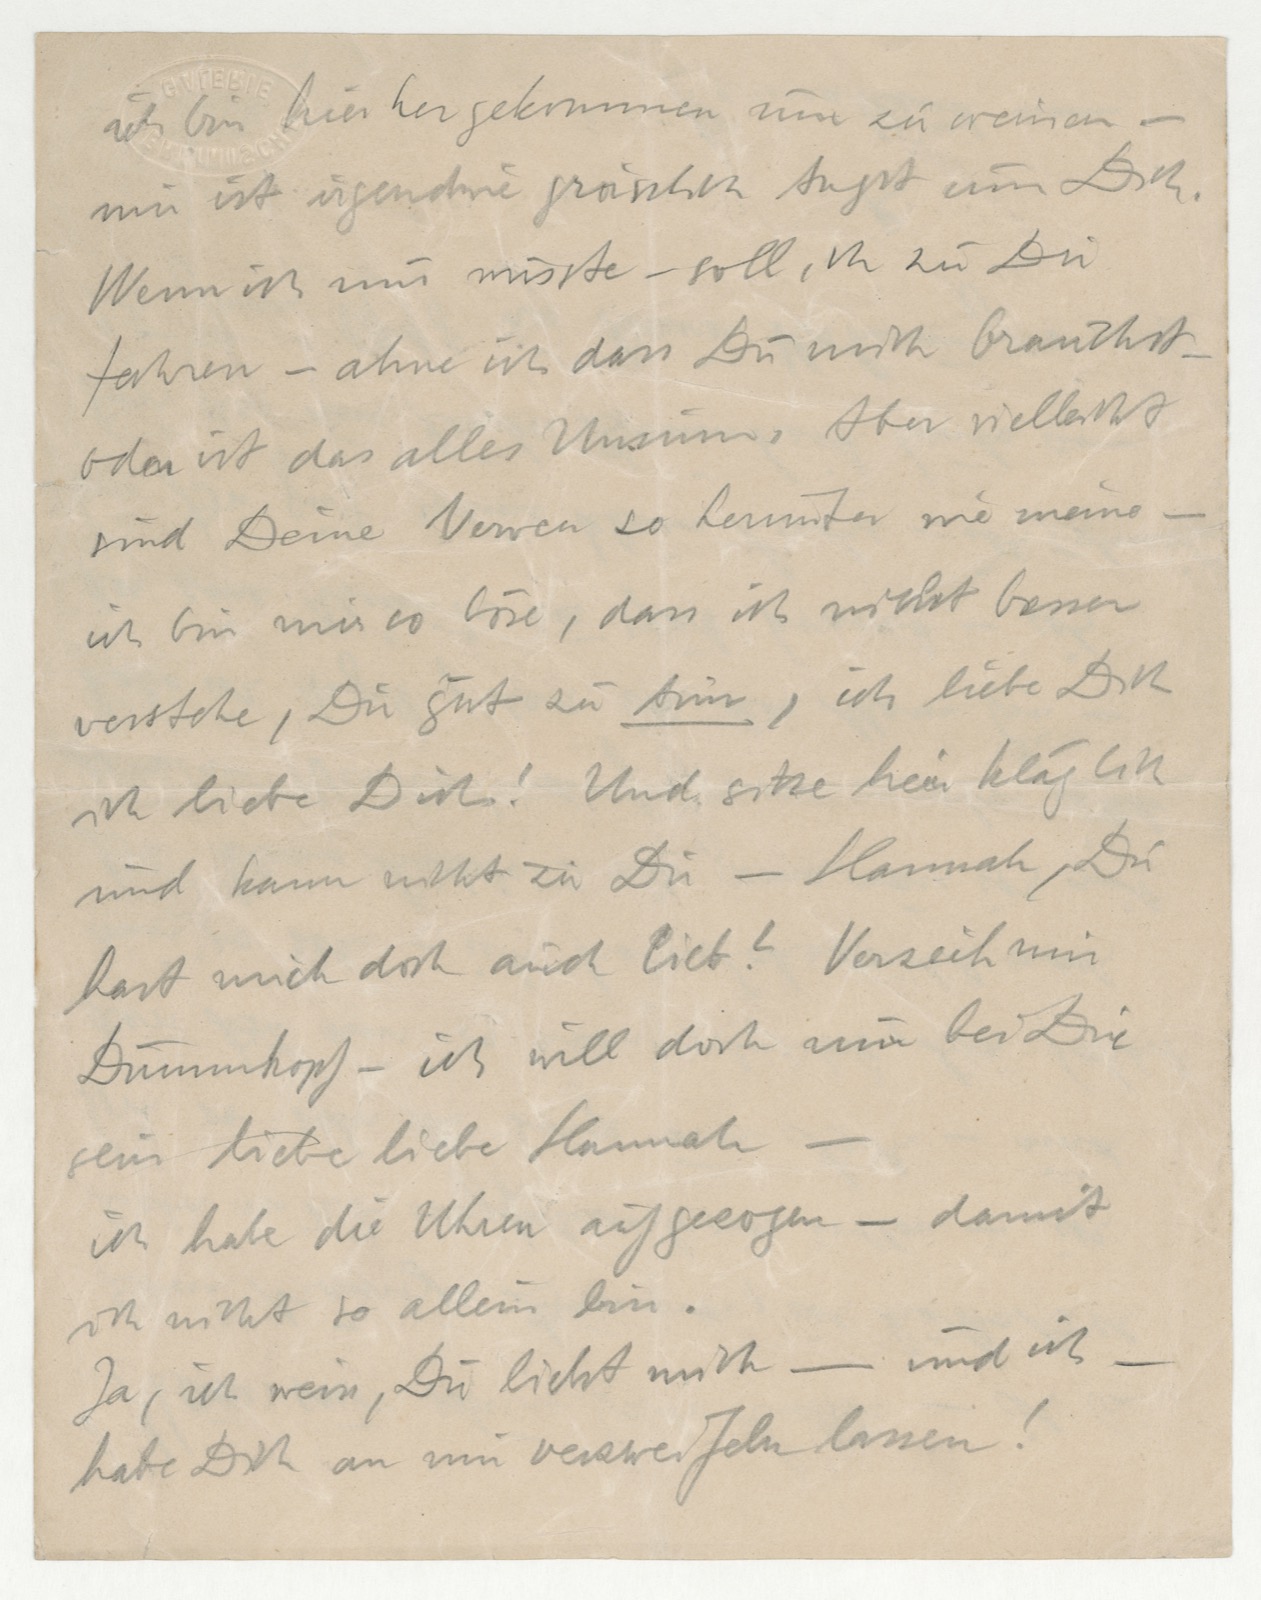 ich bin hierher gekommen um zu weinen –
mir ist irgendwie grässlich Angst um Dich.
Wenn ich nur wüsste – soll ich zu Dir
fahren – ahne ich dass Du mich brauchst –
oder ist das alles Unsinn. Aber vielleicht
sind Deine Nerven so herunter wie meine –
ich bin mir so böse, dass ich nicht besser
verstehe, Dir gut zu tun, ich liebe Dich
ich liebe Dich! Und sitze hier kläglich
und kann nicht zu Dir – Hannah, Du
hast mich doch auch lieb? Verzeih mir
Dummkopf – ich will doch nur bei Dir
sein liebe liebe Hannah –
ich habe die Uhren aufgezogen – damit
ich nicht so allein bin.
Ja, ich weiss, Du liebst mich – und ich –
habe Dich an mir verzweifeln lassen!